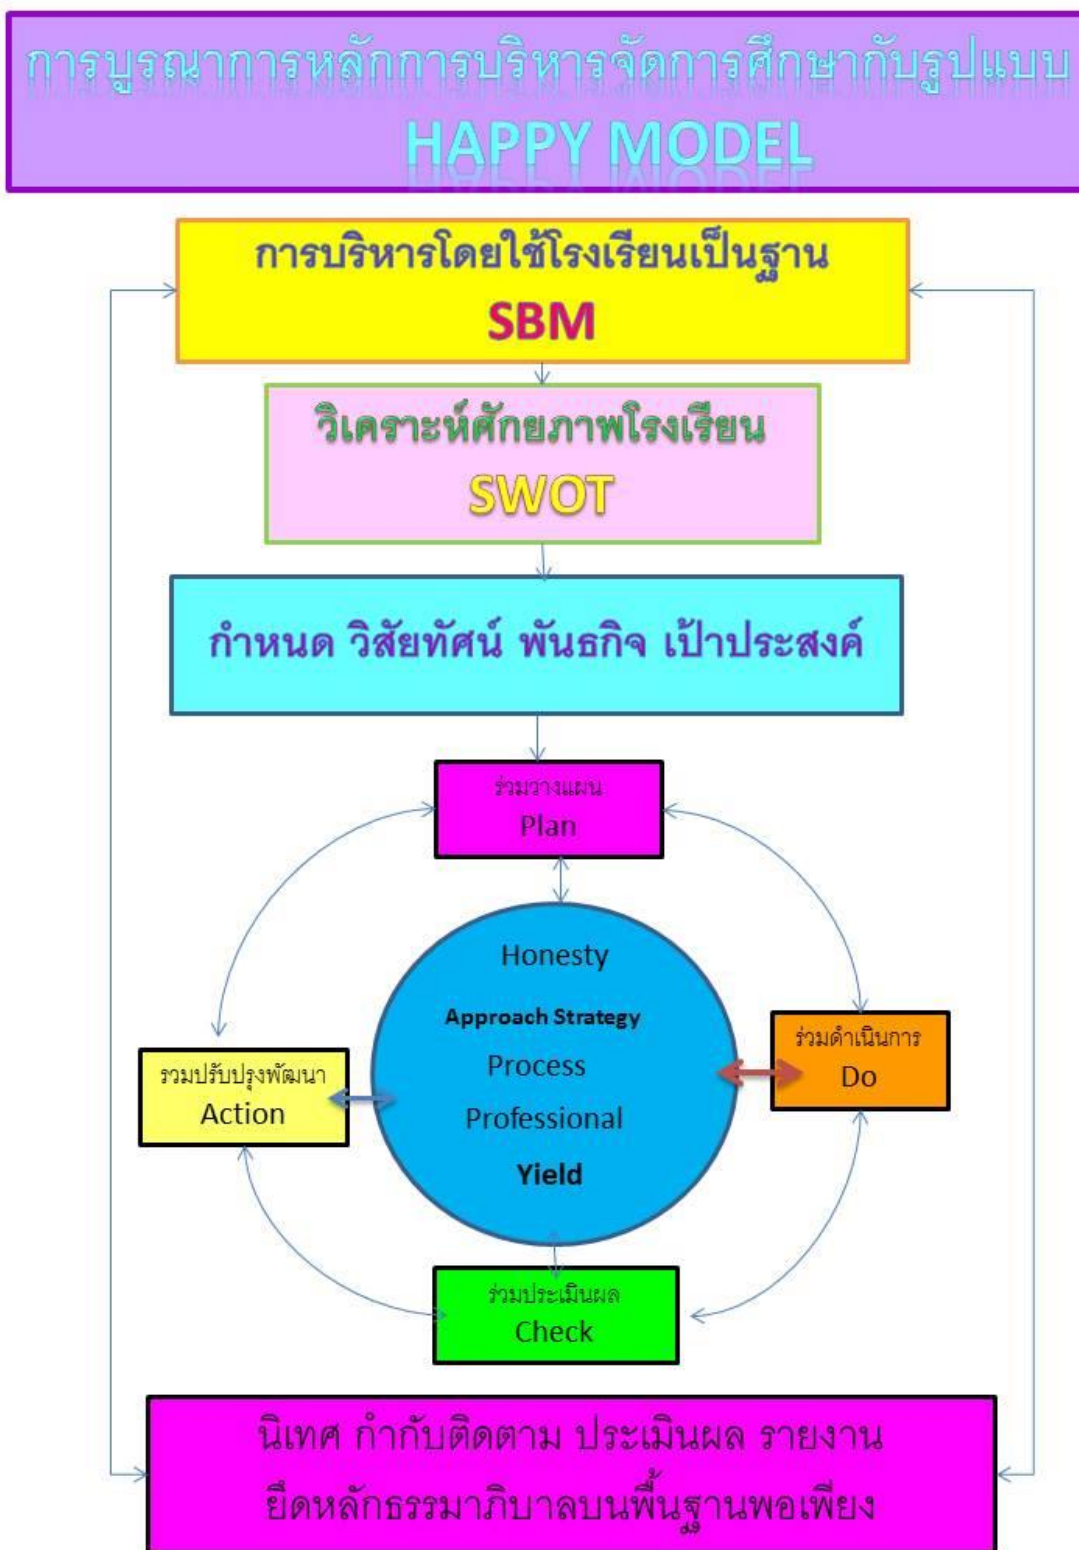 การบูรณาการหลักการบริหารจัดการศึกษากับรูปแบบ
HAPPY MODEL
การบริหารโดยใช้โรงเรียนเป็นฐาน
SBM
วิเคราะห์ศักยภาพโรงเรียน
SWOT
กำหนด วิสัยทัศน์ พันธกิจ เป้าประสงค์
ร่วมวางแผน
Plan
Honesty
Approach Strategy
Process
Professional
Yield
ร่วมดำเนินการ
Do
รวมปรับปรุงพัฒนา
Action
ร่วมประเมินผล
Check
นิเทศ กำกับติดตาม ประเมินผล รายงาน
ยึดหลักธรรมาภิบาลบนพื้นฐานพอเพียง